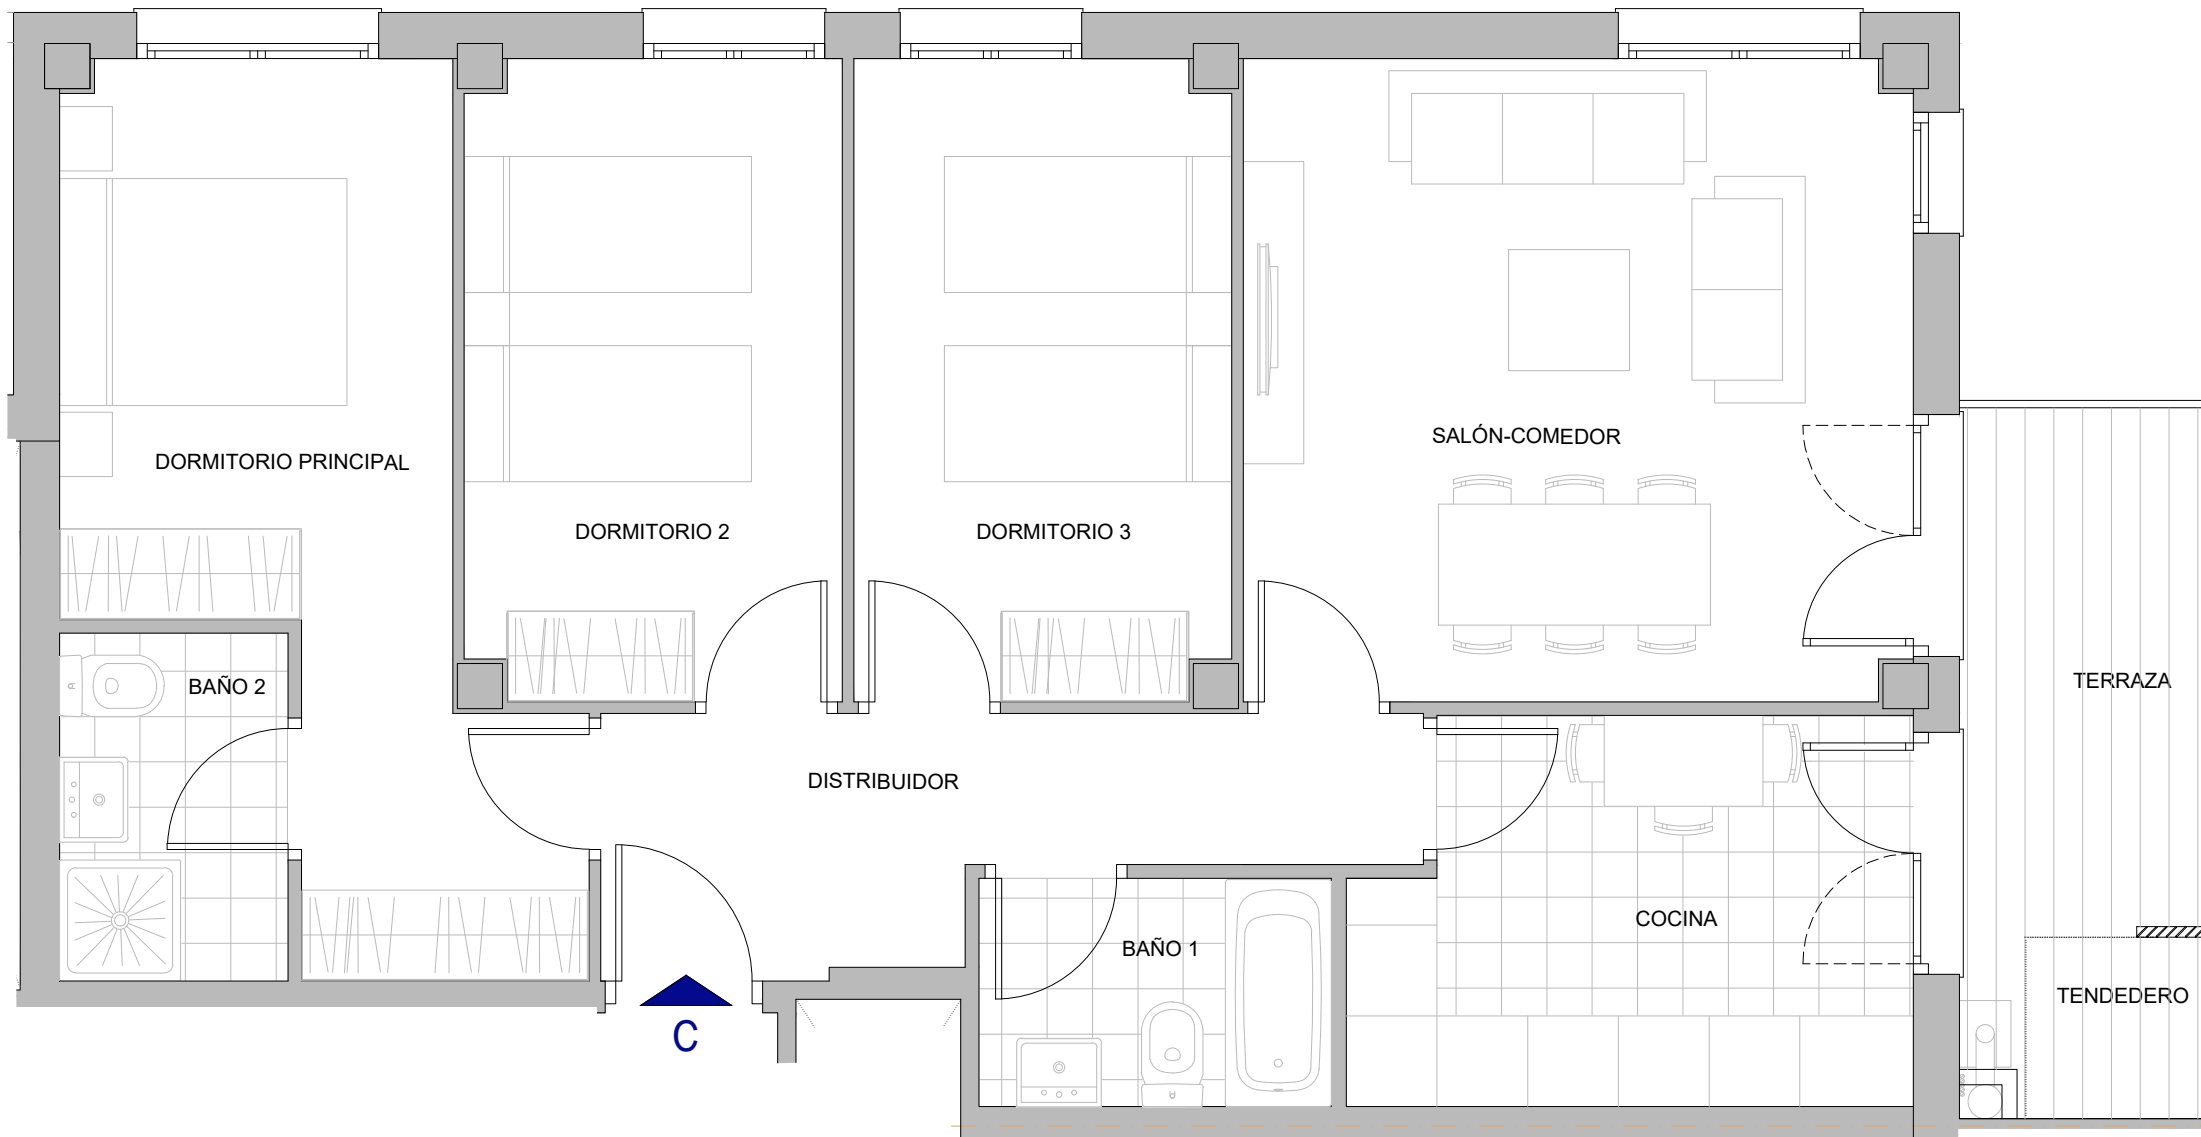 SALÓN-COMEDOR
DORMITORIO PRINCIPAL
DORMITORIO 2
DORMITORIO 3
BAÑO 2
TERRAZA
DISTRIBUIDOR
COCINA
BAÑO 1
TENDEDERO
C